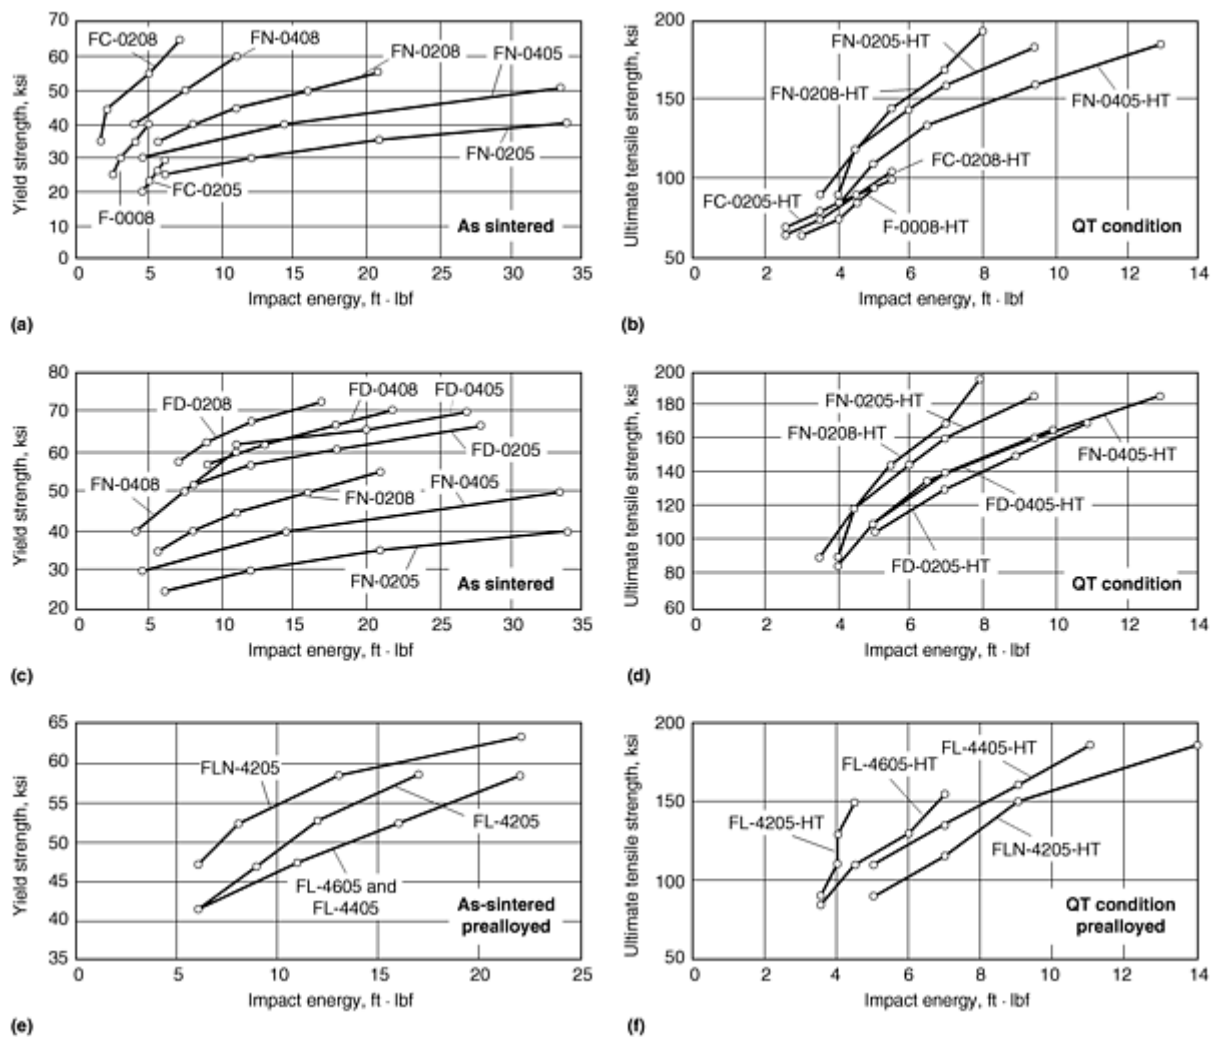 70
60
50
40
30
20
10
0
Yield strength, ksi
FC-0208
FN-0408
FN-0208
FN-0405
FN-0205
FC-0205
F-0008
As sintered
0 5 10 15 20 25 30 35
Impact energy, ft · lbf
(a)
200
150
100
50
Ultimate tensile strength, ksi
FN-0205-HT
FN-0208-HT
FN-0405-HT
FC-0208-HT
FC-0205-HT
F-0008-HT
QT condition
0 2 4 6 8 10 12 14
Impact energy, ft · lbf
(b)
80
70
60
50
40
30
20
Yield strength, ksi
FD-0208
FD-0408
FD-0405
FD-0205
FN-0408
FN-0405
FN-0208
FN-0205
As sintered
0 5 10 15 20 25 30 35
Impact energy, ft · lbf
(c)
200
180
160
140
120
100
80
60
Ultimate tensile strength, ksi
FN-0205-HT
FN-0208-HT
FN-0405-HT
FD-0405-HT
FD-0205-HT
QT condition
0 2 4 6 8 10 12 14
Impact energy, ft · lbf
(d)
65
60
55
50
45
40
35
Yield strength, ksi
FLN-4205
FL-4205
FL-4605 and
FL-4405
As-sintered
prealloyed
0 5 10 15 20 25
Impact energy, ft · lbf
(e)
200
150
100
50
Ultimate tensile strength, ksi
FL-4405-HT
FL-4605-HT
FL-4205-HT
FLN-4205-HT
QT condition
prealloyed
0 2 4 6 8 10 12 14
Impact energy, ft · lbf
(f)